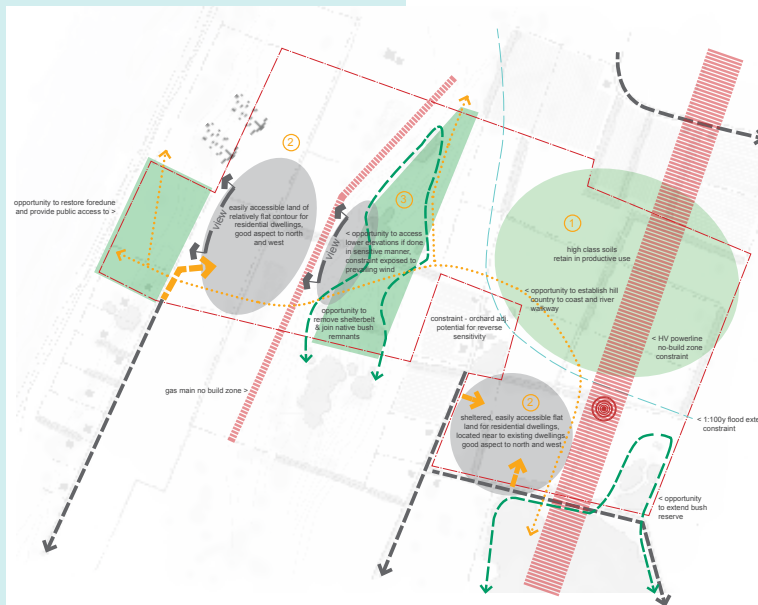 2
opportunity to restore foredune
and provide public access to >
easily accessible land of
relatively flat contour for
residential dwellings,
good aspect to north
and west
view
3
< opportunity to access
lower elevations if done
in sensitive manner,
constraint exposed to
prevailing wind
view
1
high class soils
retain in productive use
< opportunity to establish hill
country to coast and river
walkway
opportunity to
remove shelterbelt
& join native bush
remnants
constraint - orchard adj.
potential for reverse
sensitivity
< HV powerline
no-build zone
constraint
gas main no build zone >
2
sheltered, easily accessible flat
land for residential dwellings,
located near to existing dwellings,
good aspect to north and west
< 1:100y flood exte
constraint
< opportunity
to extend bush
reserve